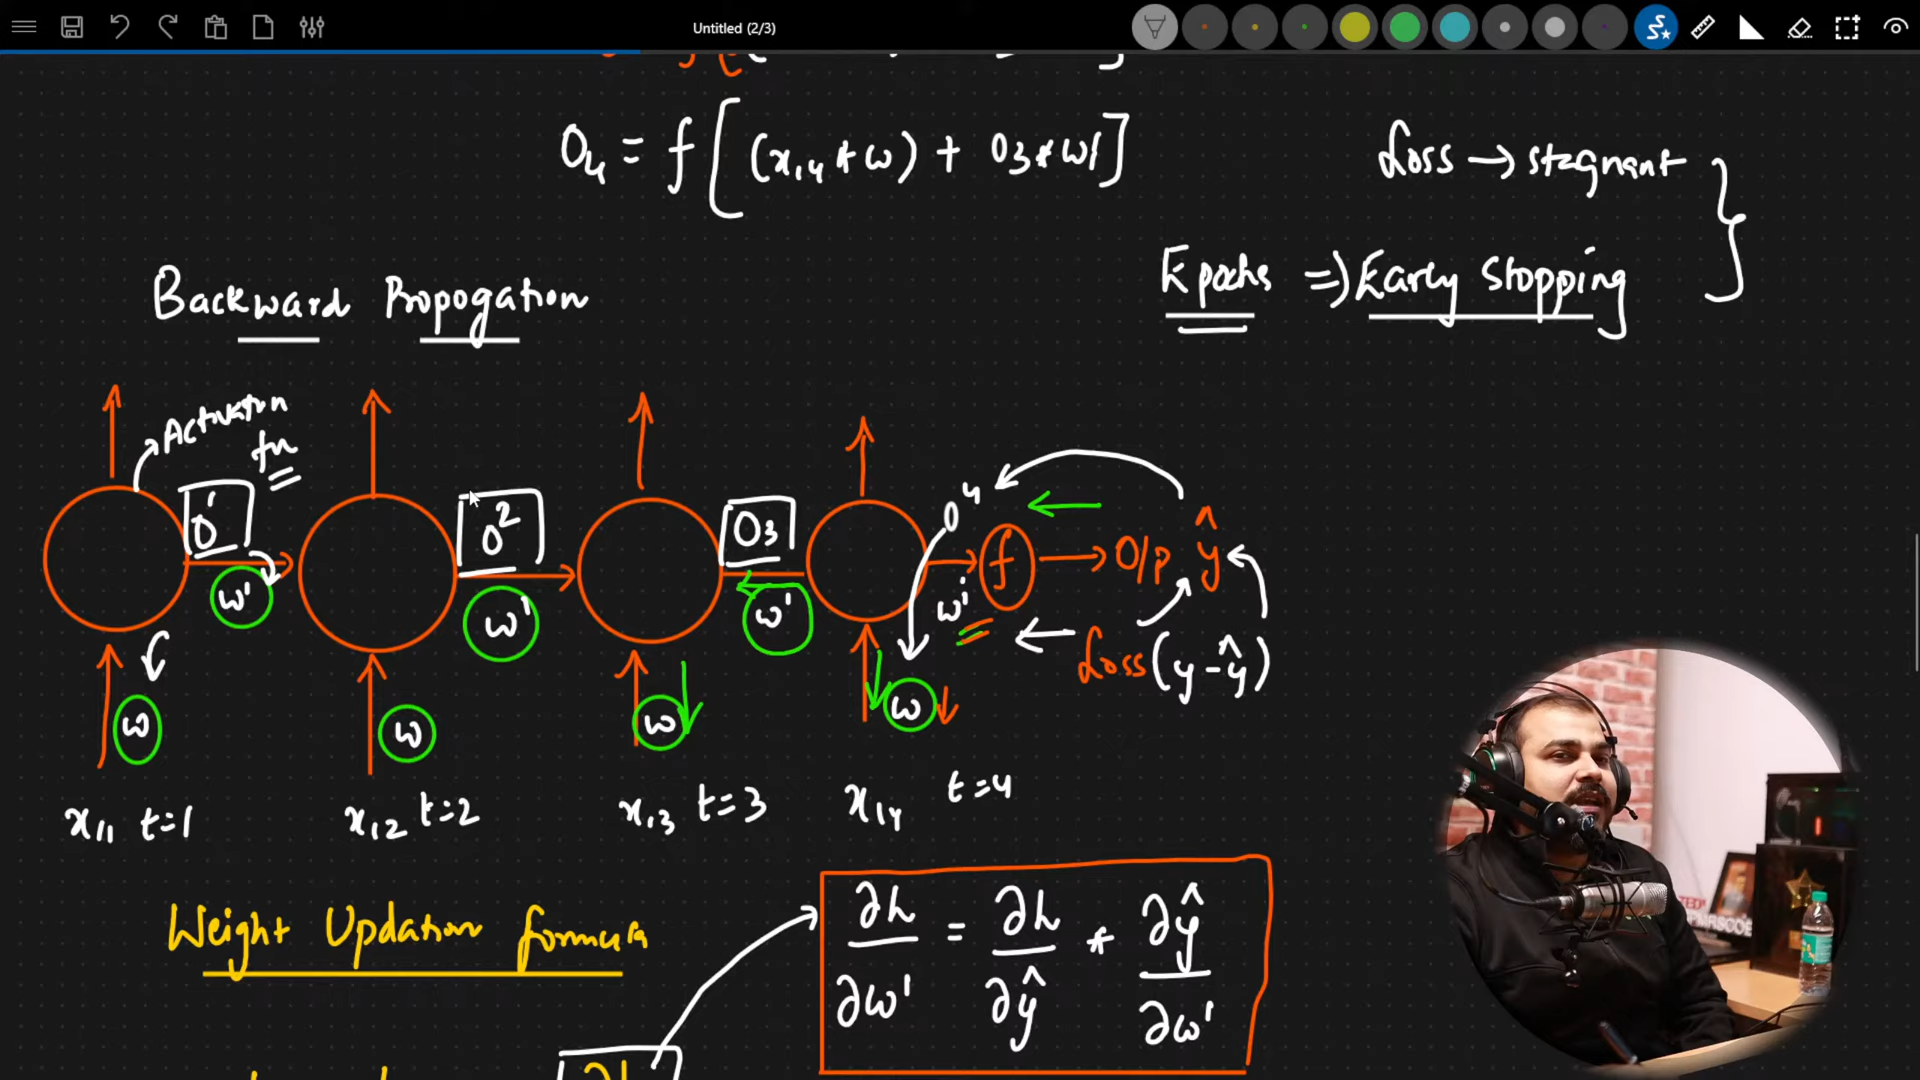 Untitled (2/3)
O₄ = f[(x₁₄ * w) + O₃ * w']
Loss → stagnant
Epochs ⇒ Early Stopping
Backward Propogation
Activation
fn
O¹
O²
O₃
O⁴
w'
w'
w'
w'
f → O/p ŷ
Loss (y - ŷ)
w
w
w
w
x₁₁ t=1
x₁₂ t=2
x₁₃ t=3
x₁₄ t=4
Weight Updation formula
∂L/∂w' = ∂L/∂ŷ * ∂ŷ/∂w'